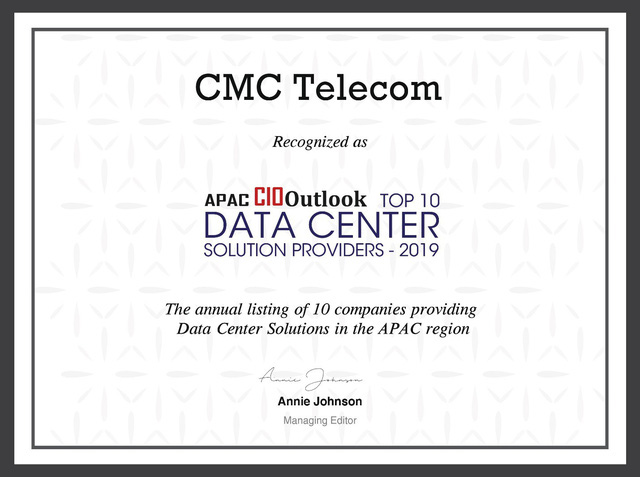 CMC Telecom
Recognized as
APAC CIOOutlook TOP 10
DATA CENTER
SOLUTION PROVIDERS - 2019
The annual listing of 10 companies providing
Data Center Solutions in the APAC region
Annie Johnson
Annie Johnson
Managing Editor